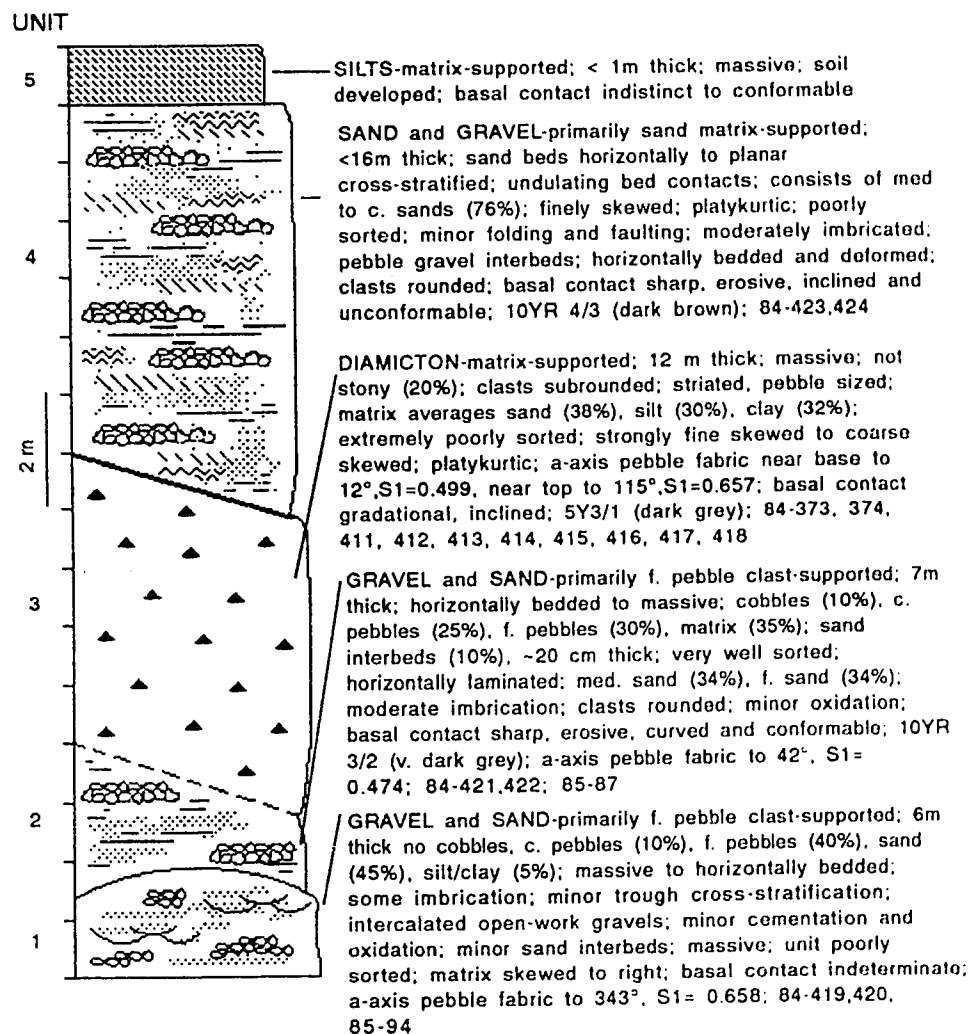 UNIT
5
SILTS-matrix-supported; < 1m thick; massive; soil
developed; basal contact indistinct to conformable
SAND and GRAVEL-primarily sand matrix-supported;
<16m thick; sand beds horizontally to planar
cross-stratified; undulating bed contacts; consists of med
to c. sands (76%); finely skewed; platykurtic; poorly
sorted; minor folding and faulting; moderately imbricated;
pebble gravel interbeds; horizontally bedded and deformed;
clasts rounded; basal contact sharp, erosive, inclined and
unconformable; 10YR 4/3 (dark brown); 84-423,424
4
DIAMICTON-matrix-supported; 12 m thick; massive; not
stony (20%); clasts subrounded; striated, pebble sized;
matrix averages sand (38%), silt (30%), clay (32%);
extremely poorly sorted; strongly fine skewed to coarse
skewed; platykurtic; a-axis pebble fabric near base to
12°,S1=0.499, near top to 115°,S1=0.657; basal contact
gradational, inclined; 5Y3/1 (dark grey); 84-373, 374,
411, 412, 413, 414, 415, 416, 417, 418
2 m
3
GRAVEL and SAND-primarily f. pebble clast-supported; 7m
thick; horizontally bedded to massive; cobbles (10%), c.
pebbles (25%), f. pebbles (30%), matrix (35%); sand
interbeds (10%), ~20 cm thick; very well sorted;
horizontally laminated; med. sand (34%), f. sand (34%);
moderate imbrication; clasts rounded; minor oxidation;
basal contact sharp, erosive, curved and conformable; 10YR
3/2 (v. dark grey); a-axis pebble fabric to 42°, S1=
0.474; 84-421,422; 85-87
2
GRAVEL and SAND-primarily f. pebble clast-supported; 6m
thick no cobbles, c. pebbles (10%), f. pebbles (40%), sand
(45%), silt/clay (5%); massive to horizontally bedded;
some imbrication; minor trough cross-stratification;
intercalated open-work gravels; minor cementation and
oxidation; minor sand interbeds; massive; unit poorly
sorted; matrix skewed to right; basal contact indeterminate;
a-axis pebble fabric to 343°, S1= 0.658; 84-419,420,
85-94
1